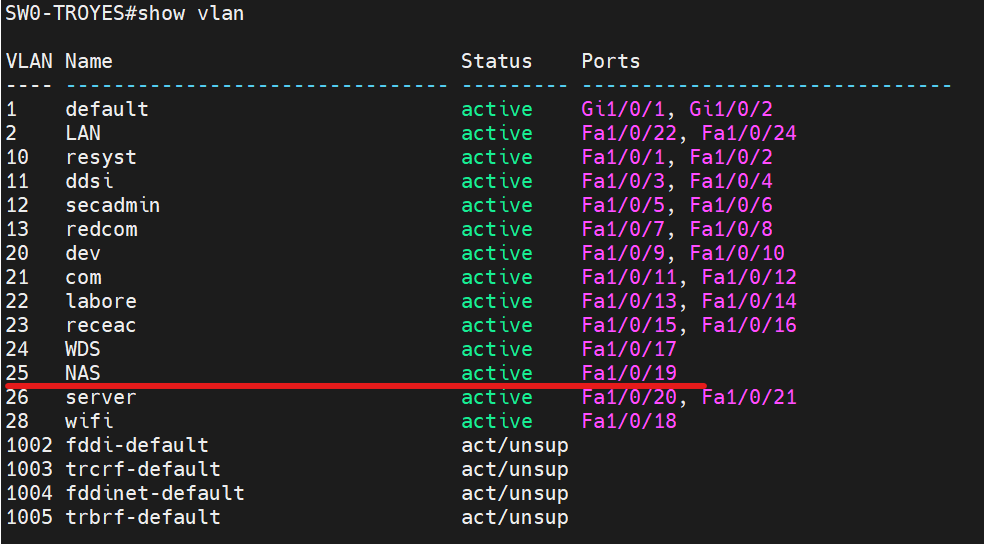 SW0-TROYES#show vlan
VLAN Name Status Ports
---- -------------------------------- --------- -------------------------------
1 default active Gi1/0/1, Gi1/0/2
2 LAN active Fa1/0/22, Fa1/0/24
10 resyst active Fa1/0/1, Fa1/0/2
11 ddsi active Fa1/0/3, Fa1/0/4
12 secadmin active Fa1/0/5, Fa1/0/6
13 redcom active Fa1/0/7, Fa1/0/8
20 dev active Fa1/0/9, Fa1/0/10
21 com active Fa1/0/11, Fa1/0/12
22 labore active Fa1/0/13, Fa1/0/14
23 receac active Fa1/0/15, Fa1/0/16
24 WDS active Fa1/0/17
25 NAS active Fa1/0/19
26 server active Fa1/0/20, Fa1/0/21
28 wifi active Fa1/0/18
1002 fddi-default act/unsup
1003 trcrf-default act/unsup
1004 fddinet-default act/unsup
1005 trbrf-default act/unsup